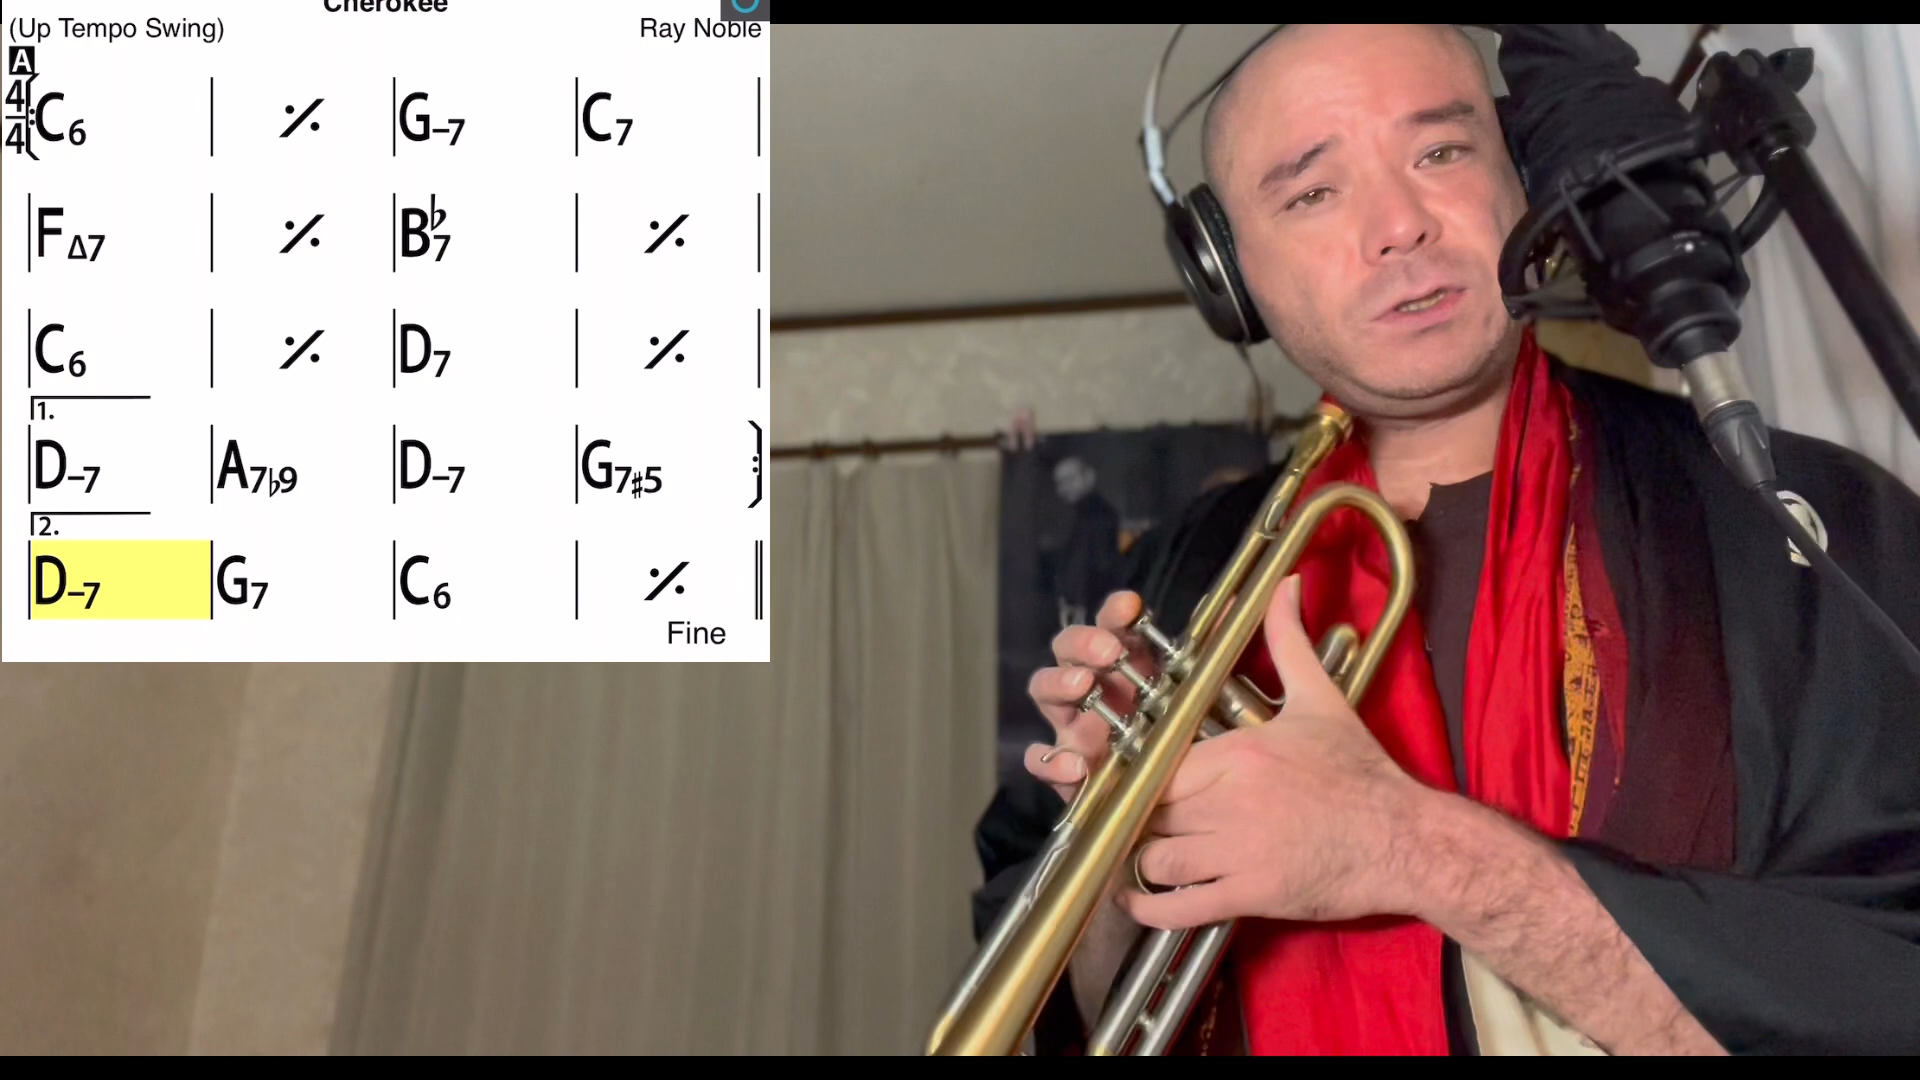 Cherokee
(Up Tempo Swing) Ray Noble
A
4/4 C6 𝄎 G–7 C7
FΔ7 𝄎 B♭7 𝄎
C6 𝄎 D7 𝄎
1.
D–7 A7♭9 D–7 G7♯5
2.
D–7 G7 C6 𝄎
Fine